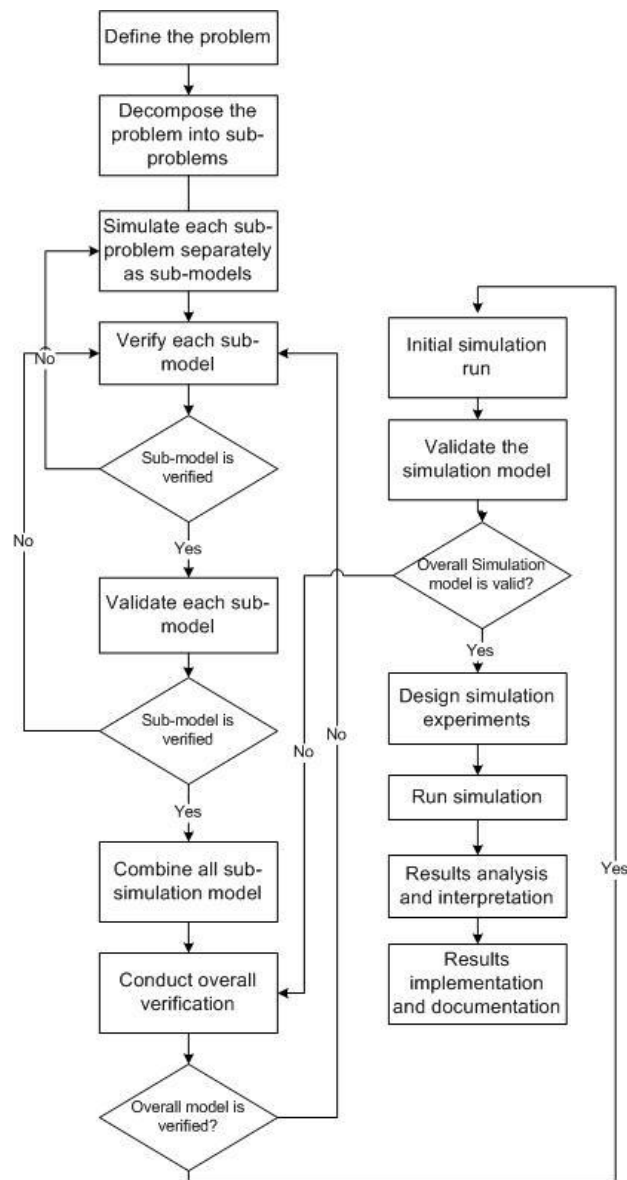 Define the problem
Decompose the
problem into sub-
problems
Simulate each sub-
problem separately
as sub-models
Verify each sub-
model
No
Sub-model is
verified
No
Yes
Validate each sub-
model
Sub-model is
verified
No
Yes
Combine all sub-
simulation model
Conduct overall
verification
Overall model is
verified?
Initial simulation
run
Validate the
simulation model
Overall Simulation
model is valid?
Yes
No
Design simulation
experiments
Run simulation
Results analysis
and interpretation
Yes
Results
implementation
and documentation